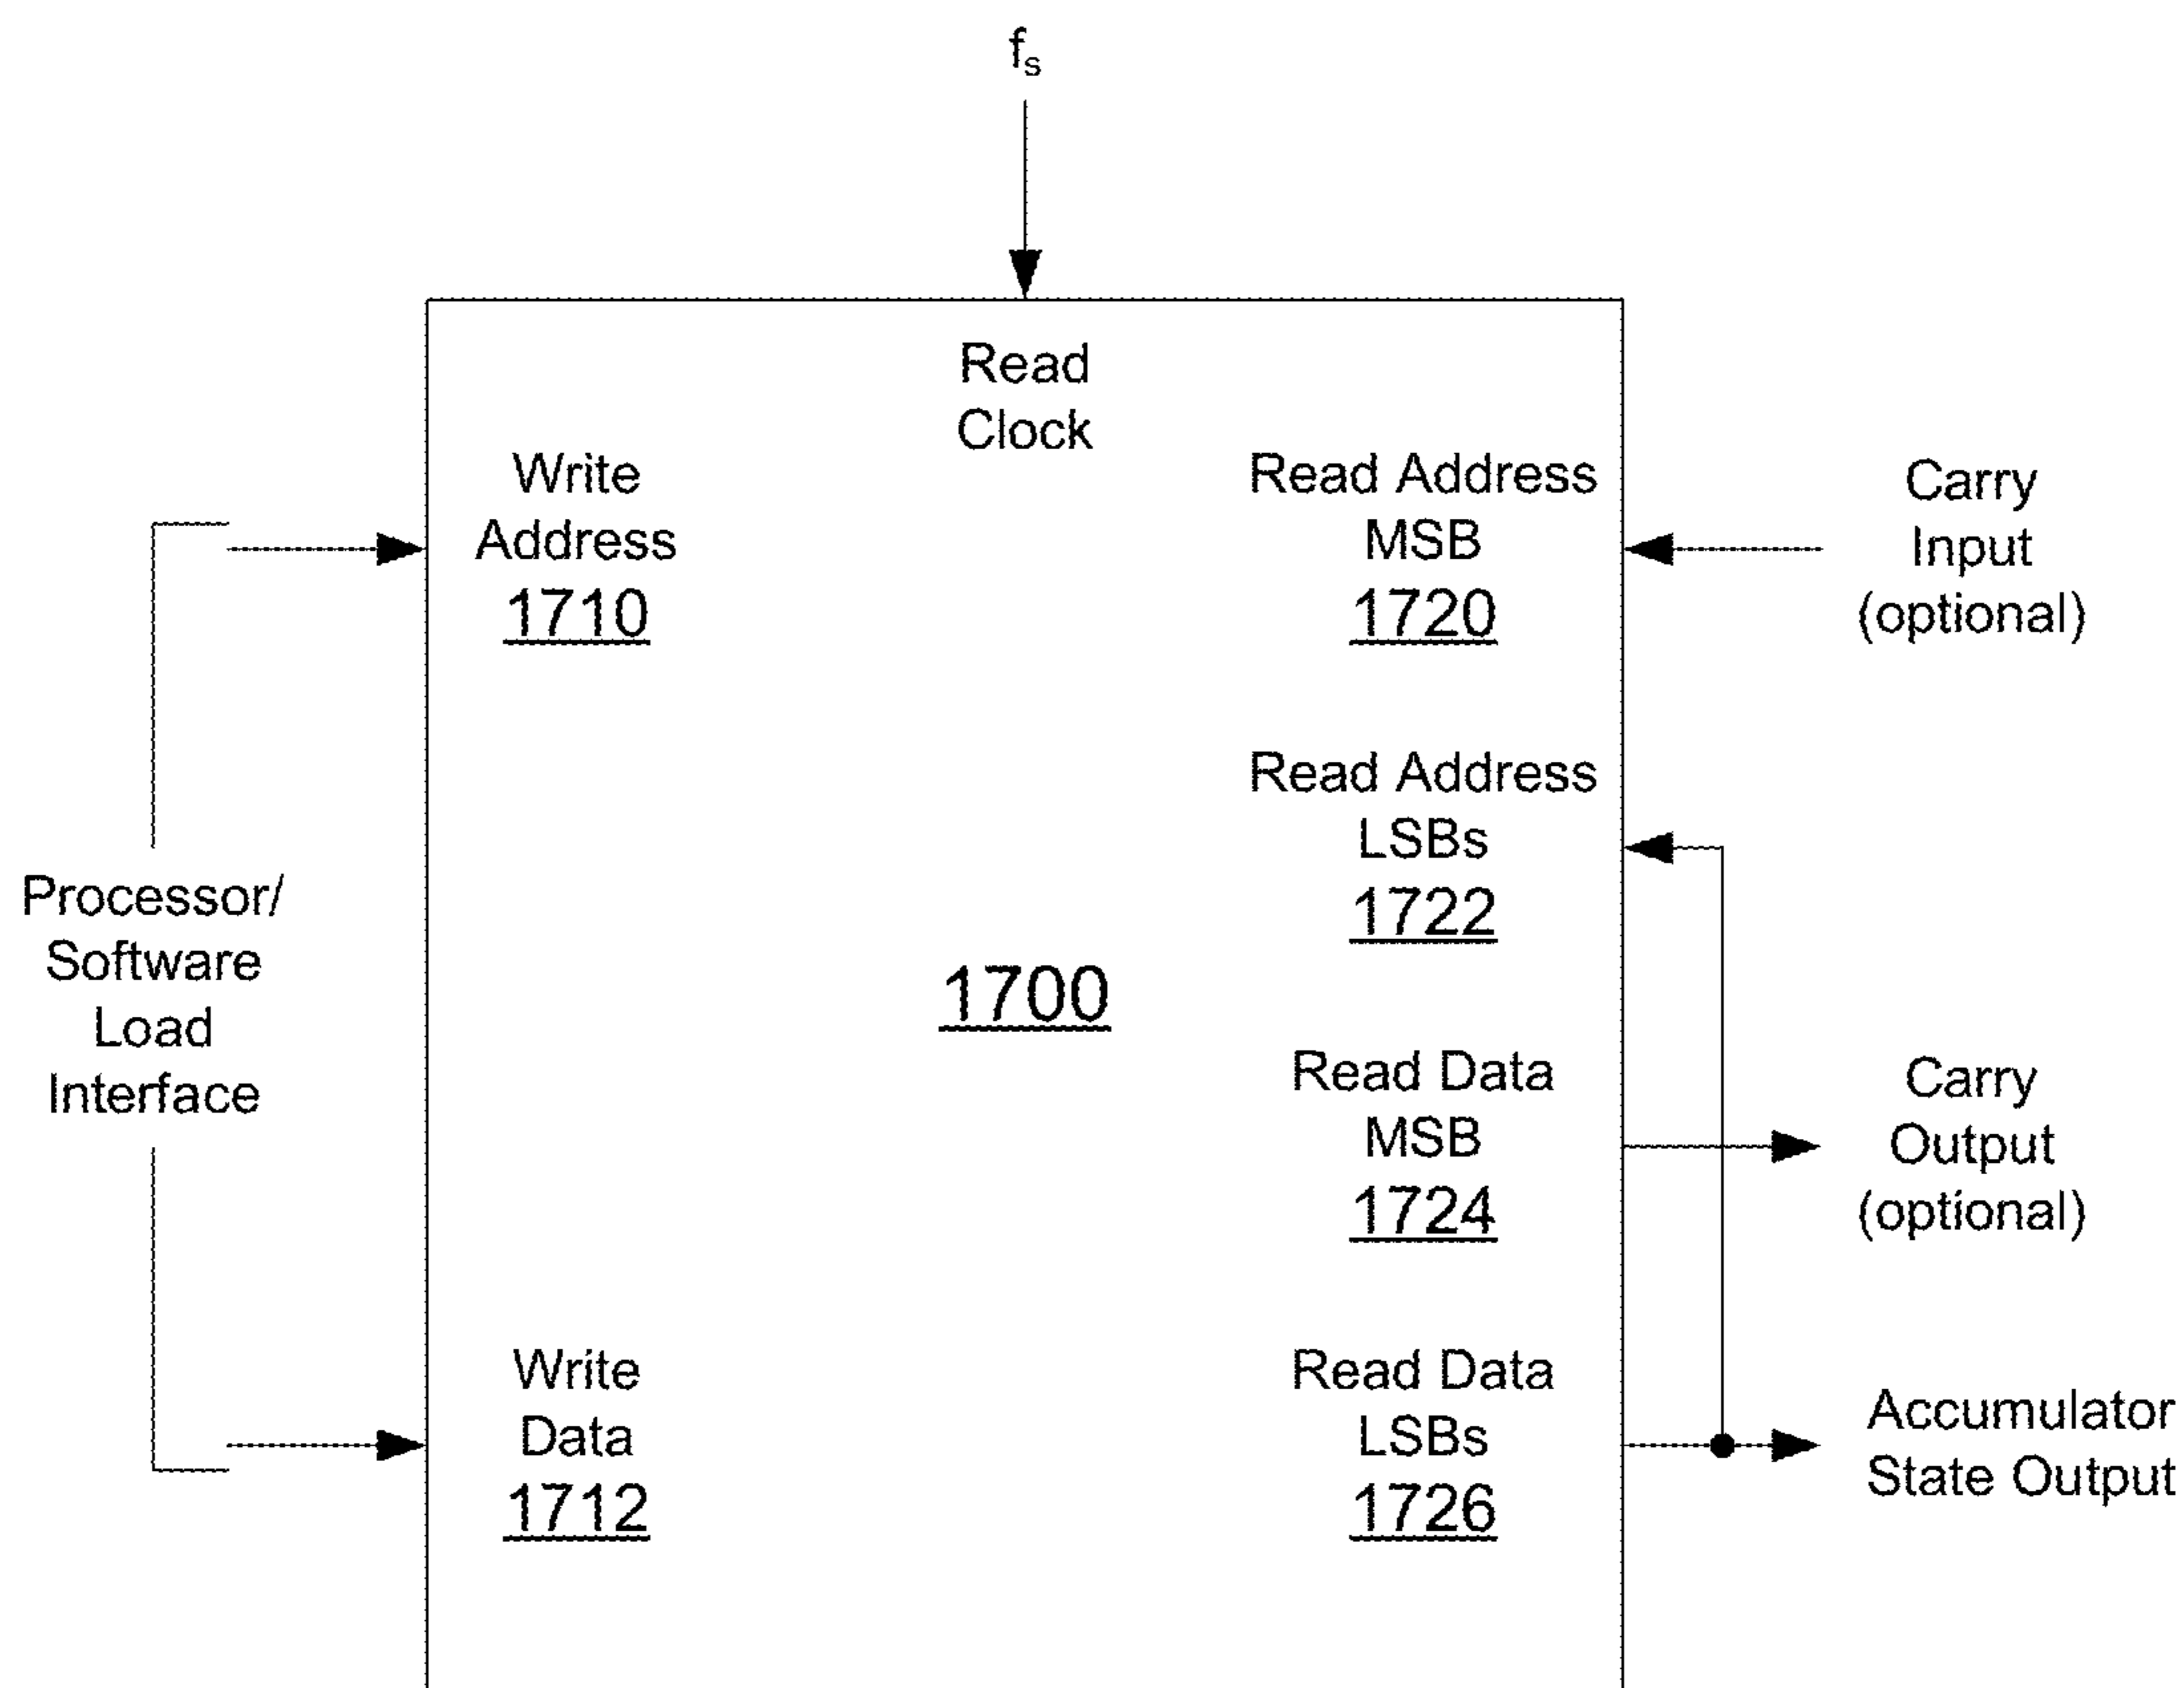 fs
Read
Clock
Write
Address
1710
Read Address
MSB
1720
Carry
Input
(optional)
Read Address
LSBs
1722
Processor/
Software
Load
Interface
1700
Read Data
MSB
1724
Carry
Output
(optional)
Write
Data
1712
Read Data
LSBs
1726
Accumulator
State Output